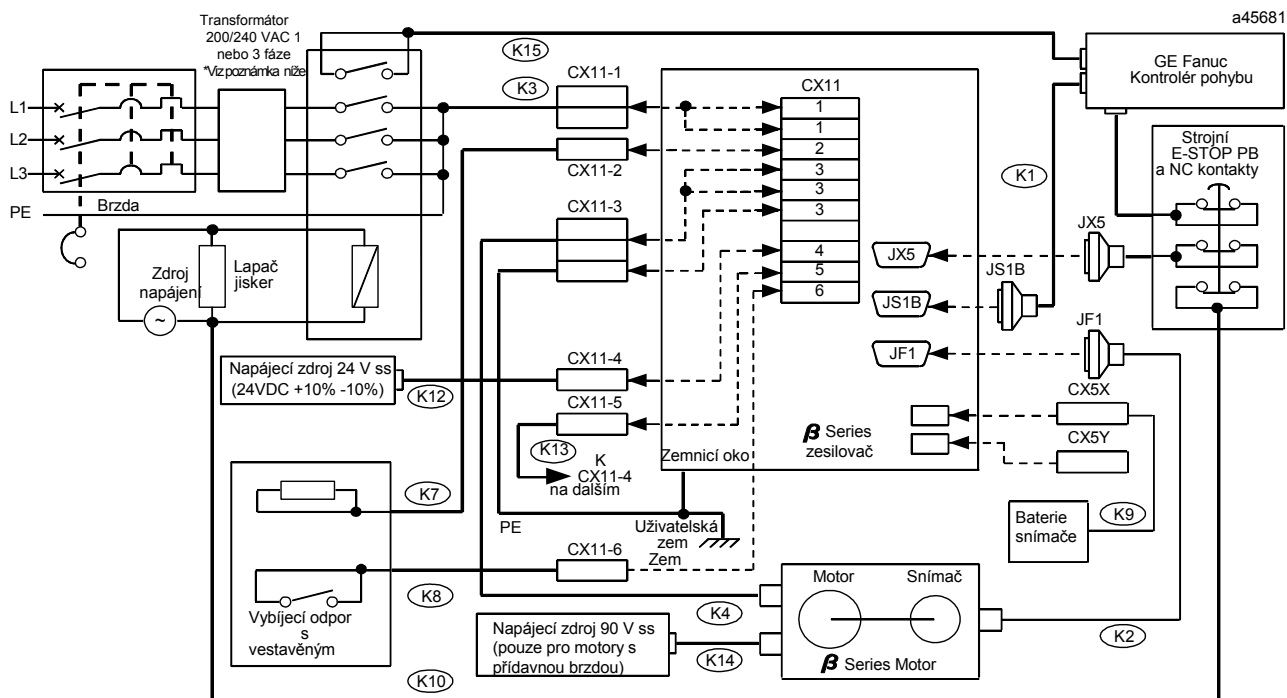 a45681
Transformátor
200/240 VAC 1
nebo 3 fáze
*Viz poznámka níže
K15
GE Fanuc
Kontrolér pohybu
CX11-1
K3
CX11
L1
L2
L3
PE
Brzda
1
1
2
3
3
3
4
5
6
CX11-2
CX11-3
K1
Strojní
E-STOP PB
a NC kontakty
JX5
JX5
JS1B
JS1B
JF1
JF1
Zdroj
napájení
~
Lapač
jisker
Napájecí zdroj 24 V ss
(24VDC +10% -10%)
K12
CX11-4
CX11-5
K13
K
CX11-4
na dalším
CX5X
CX5Y
β Series
zesilovač
Zemnicí oko
K7
PE
Uživatelská
zem
Zem
Baterie
snímače
K9
CX11-6
K8
Vybíjecí odpor
s
vestavěným
K10
Motor
Snímač
K4
K2
Napájecí zdroj 90 V ss
(pouze pro motory s
přídavnou brzdou)
K14
β Series Motor